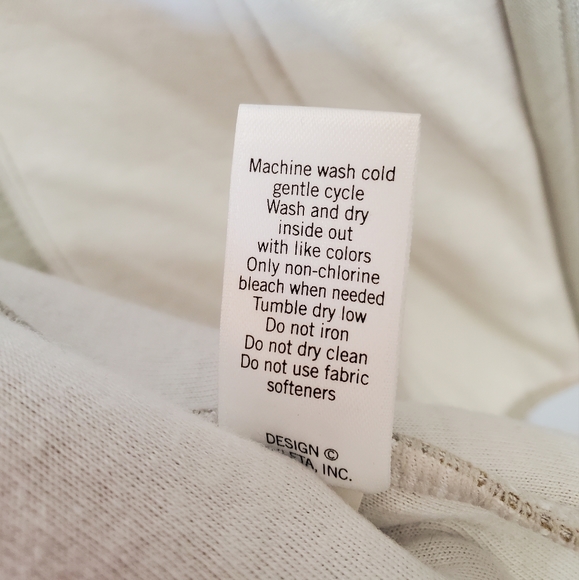 Machine wash cold
gentle cycle
Wash and dry
inside out
with like colors
Only non-chlorine
bleach when needed
Tumble dry low
Do not iron
Do not dry clean
Do not use fabric
softeners
DESIGN ©
INC.